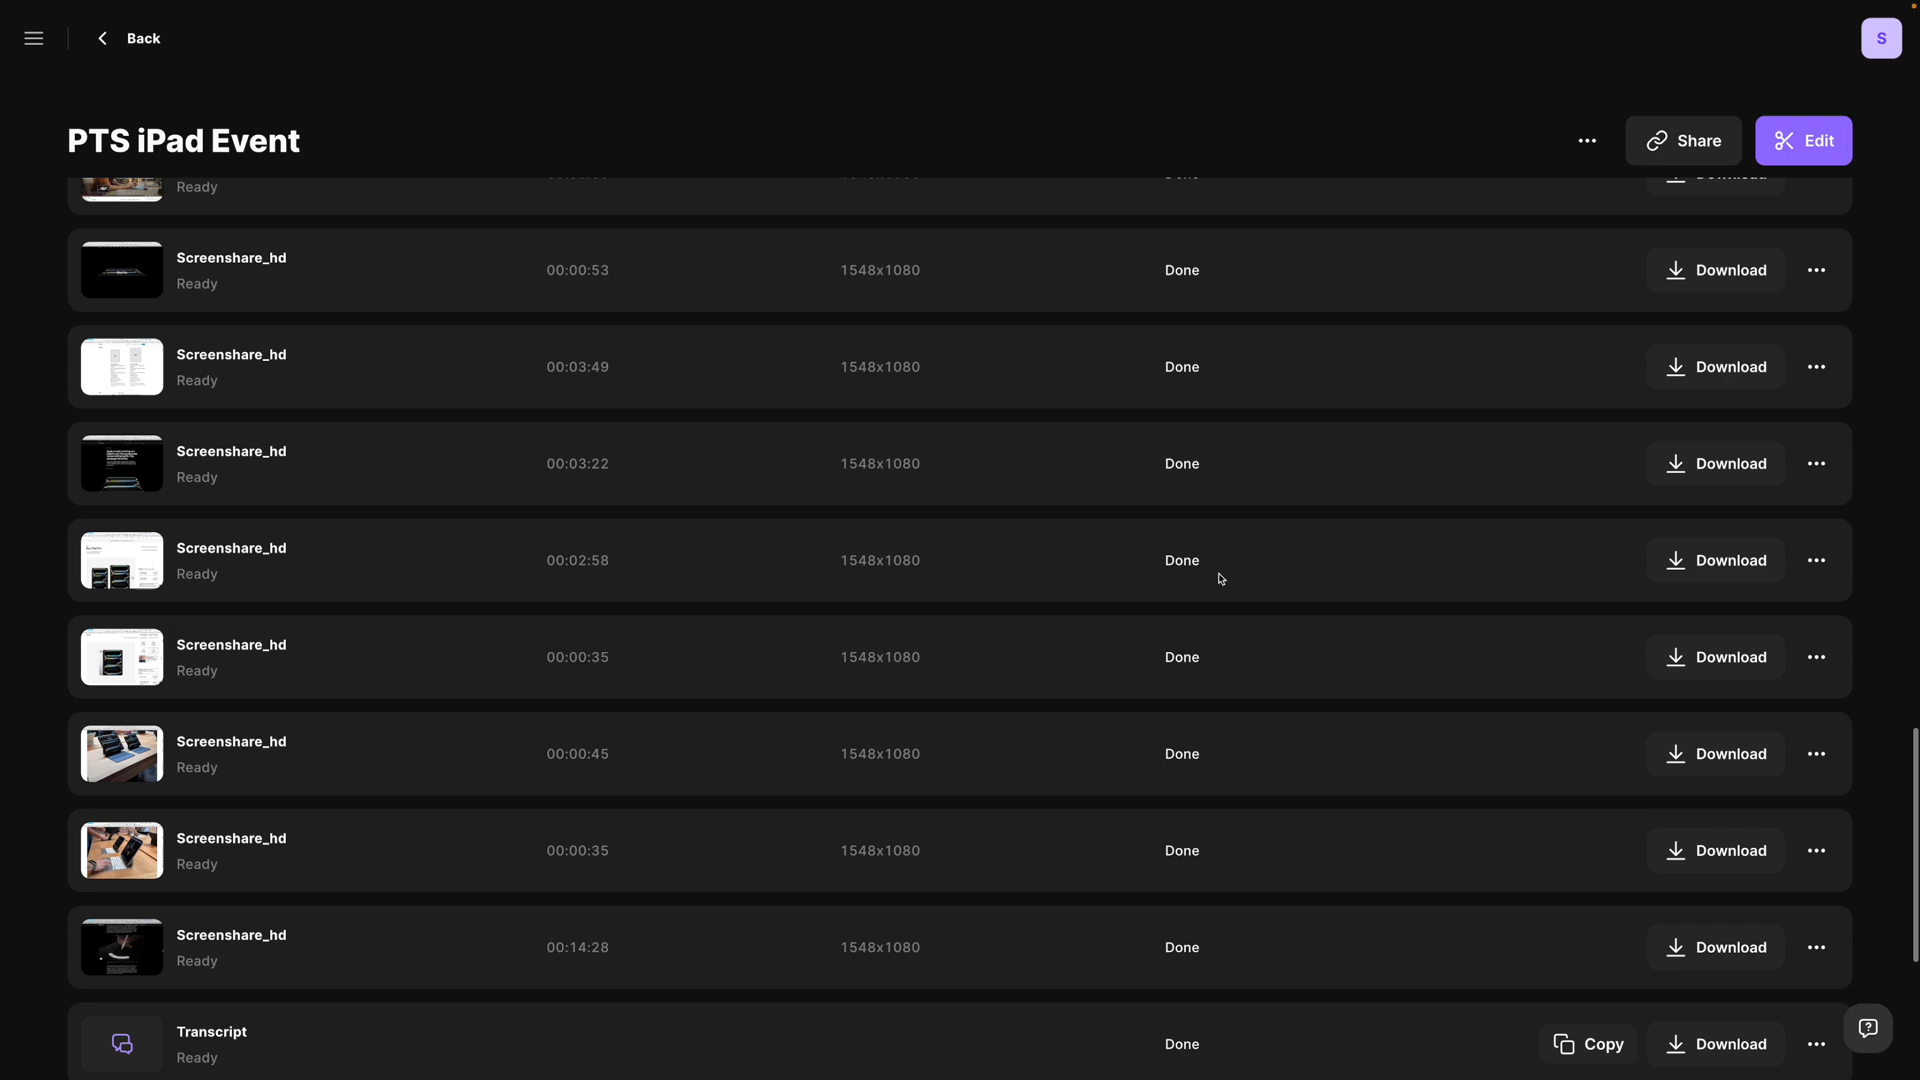 Back
S
PTS iPad Event
Share
Edit
Ready
Done
Download
Screenshare_hd
Ready
00:00:53
1548x1080
Done
Download
Screenshare_hd
Ready
00:03:49
1548x1080
Done
Download
Screenshare_hd
Ready
00:03:22
1548x1080
Done
Download
Screenshare_hd
Ready
00:02:58
1548x1080
Done
Download
Screenshare_hd
Ready
00:00:35
1548x1080
Done
Download
Screenshare_hd
Ready
00:00:45
1548x1080
Done
Download
Screenshare_hd
Ready
00:00:35
1548x1080
Done
Download
Screenshare_hd
Ready
00:14:28
1548x1080
Done
Download
Transcript
Ready
Done
Copy
Download